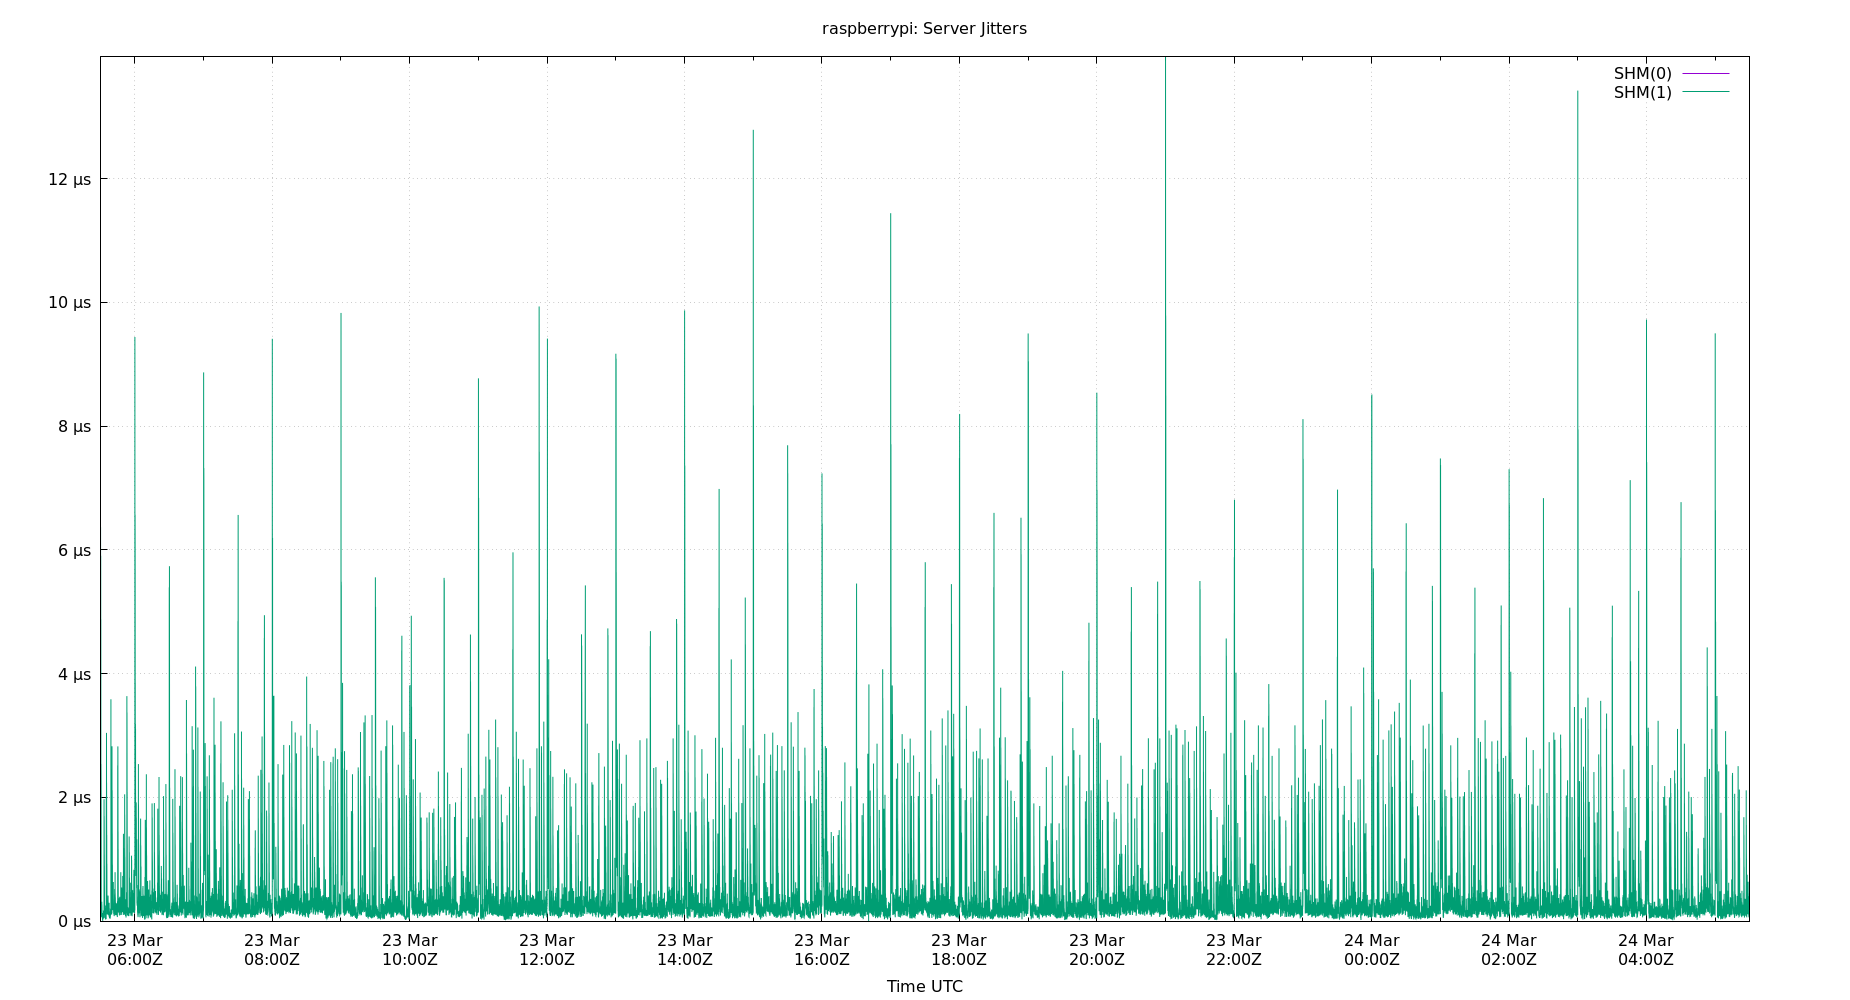 raspberrypi: Server Jitters
SHM(0)
SHM(1)
12 µs
10 µs
8 µs
6 µs
4 µs
2 µs
0 µs
23 Mar
06:00Z
23 Mar
08:00Z
23 Mar
10:00Z
23 Mar
12:00Z
23 Mar
14:00Z
23 Mar
16:00Z
23 Mar
18:00Z
23 Mar
20:00Z
23 Mar
22:00Z
24 Mar
00:00Z
24 Mar
02:00Z
24 Mar
04:00Z
Time UTC